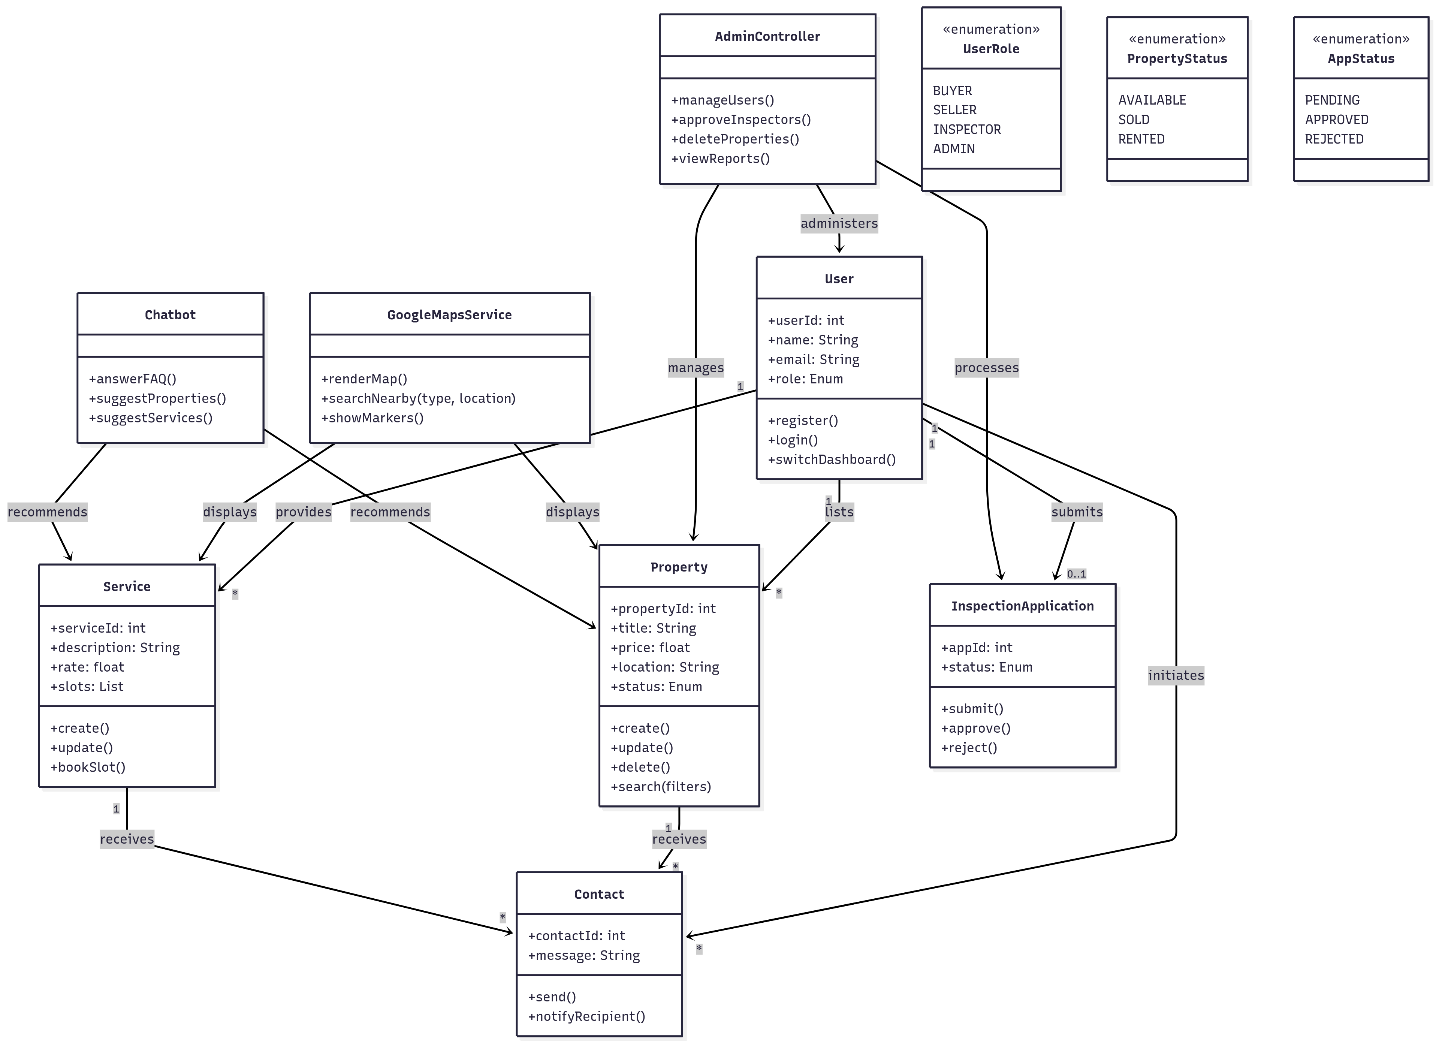 AdminController
+manageUsers()
+approveInspectors()
+deleteProperties()
+viewReports()
«enumeration»
UserRole
BUYER
SELLER
INSPECTOR
ADMIN
«enumeration»
PropertyStatus
AVAILABLE
SOLD
RENTED
«enumeration»
AppStatus
PENDING
APPROVED
REJECTED
administers
User
+userId: int
+name: String
+email: String
+role: Enum
+register()
+login()
+switchDashboard()
Chatbot
+answerFAQ()
+suggestProperties()
+suggestServices()
GoogleMapsService
+renderMap()
+searchNearby(type, location)
+showMarkers()
manages
processes
1
1
1
recommends
displays
provides
recommends
displays
1
lists
submits
*
*
0..1
Service
+serviceId: int
+description: String
+rate: float
+slots: List
+create()
+update()
+bookSlot()
Property
+propertyId: int
+title: String
+price: float
+location: String
+status: Enum
+create()
+update()
+delete()
+search(filters)
InspectionApplication
+appId: int
+status: Enum
+submit()
+approve()
+reject()
initiates
1
receives
1
receives
*
*
*
Contact
+contactId: int
+message: String
+send()
+notifyRecipient()